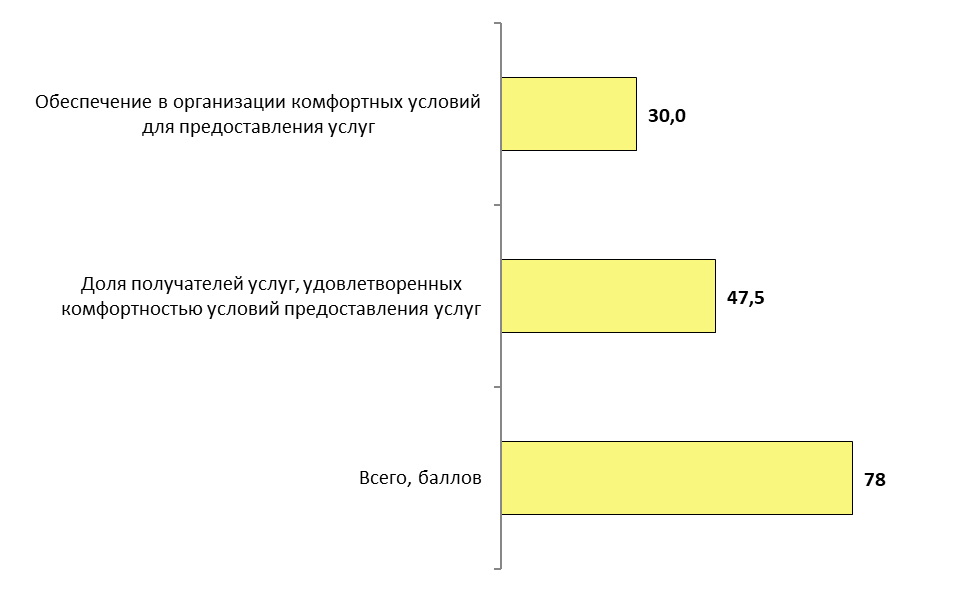 Обеспечение в организации комфортных условий
для предоставления услуг
30,0
Доля получателей услуг, удовлетворенных
комфортностью условий предоставления услуг
47,5
Всего, баллов
78